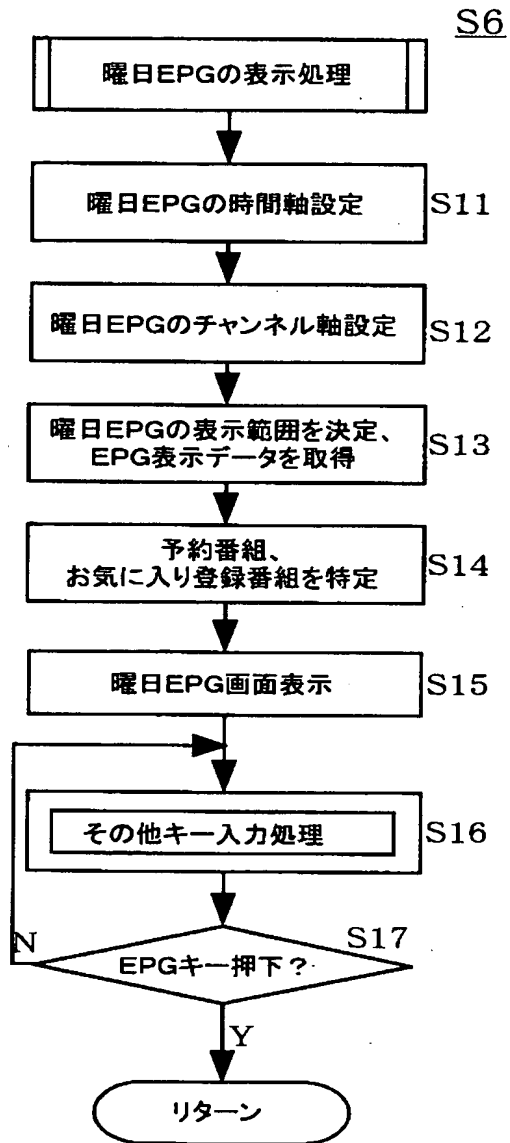 S6
曜日EPGの表示処理
曜日EPGの時間軸設定
S11
曜日EPGのチャンネル軸設定
S12
曜日EPGの表示範囲を決定、
EPG表示データを取得
S13
予約番組、
お気に入り登録番組を特定
S14
曜日EPG画面表示
S15
その他キー入力処理
S16
S17
N
EPGキー押下？
Y
リターン